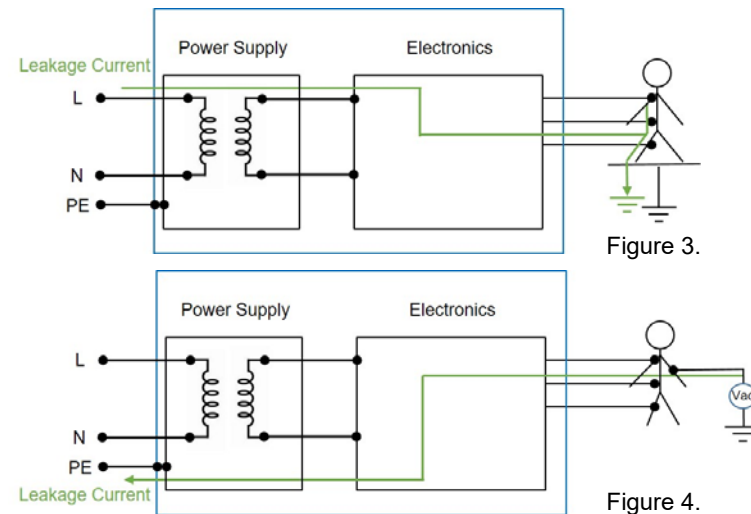 Power Supply
Electronics
Leakage Current
L
N
PE
Figure 3.
Power Supply
Electronics
L
Vac
N
PE
Leakage Current
Figure 4.